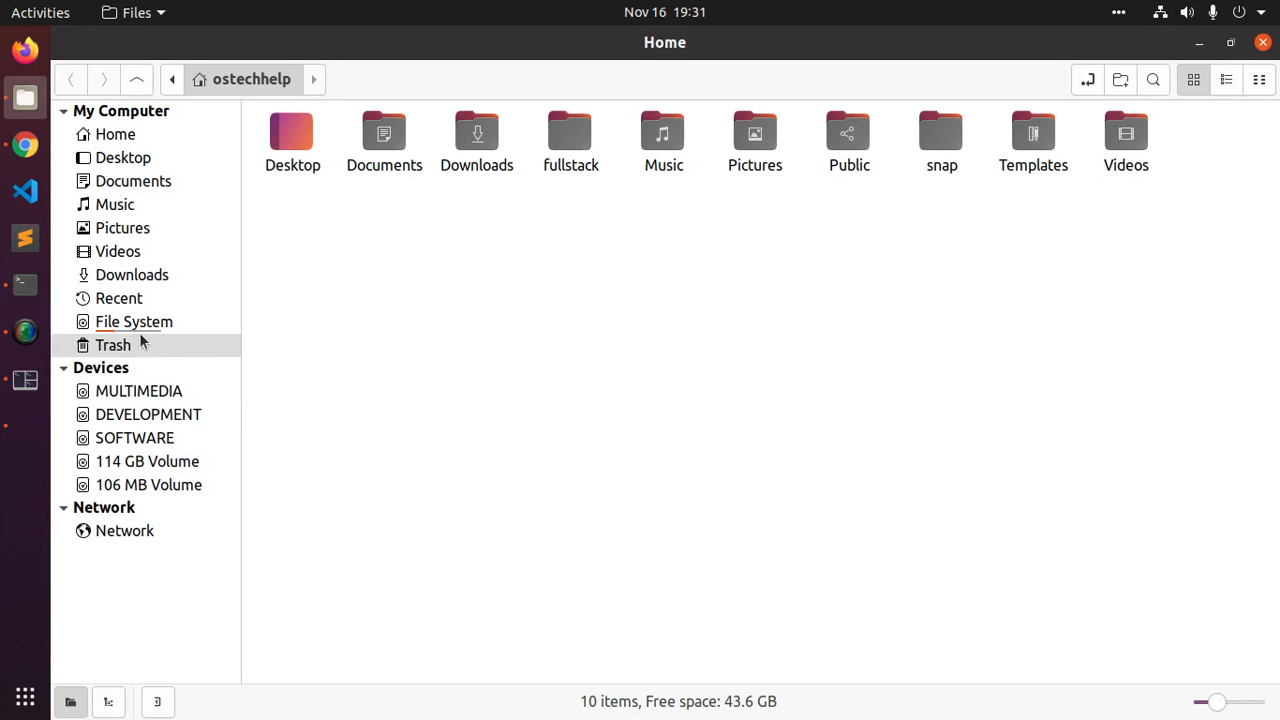 Activities
Files
Nov 16 19:31
Home
ostechhelp
My Computer
Home
Desktop
Documents
Music
Pictures
Videos
Downloads
Recent
File System
Trash
Devices
MULTIMEDIA
DEVELOPMENT
SOFTWARE
114 GB Volume
106 MB Volume
Network
Network
Desktop
Documents
Downloads
fullstack
Music
Pictures
Public
snap
Templates
Videos
10 items, Free space: 43.6 GB